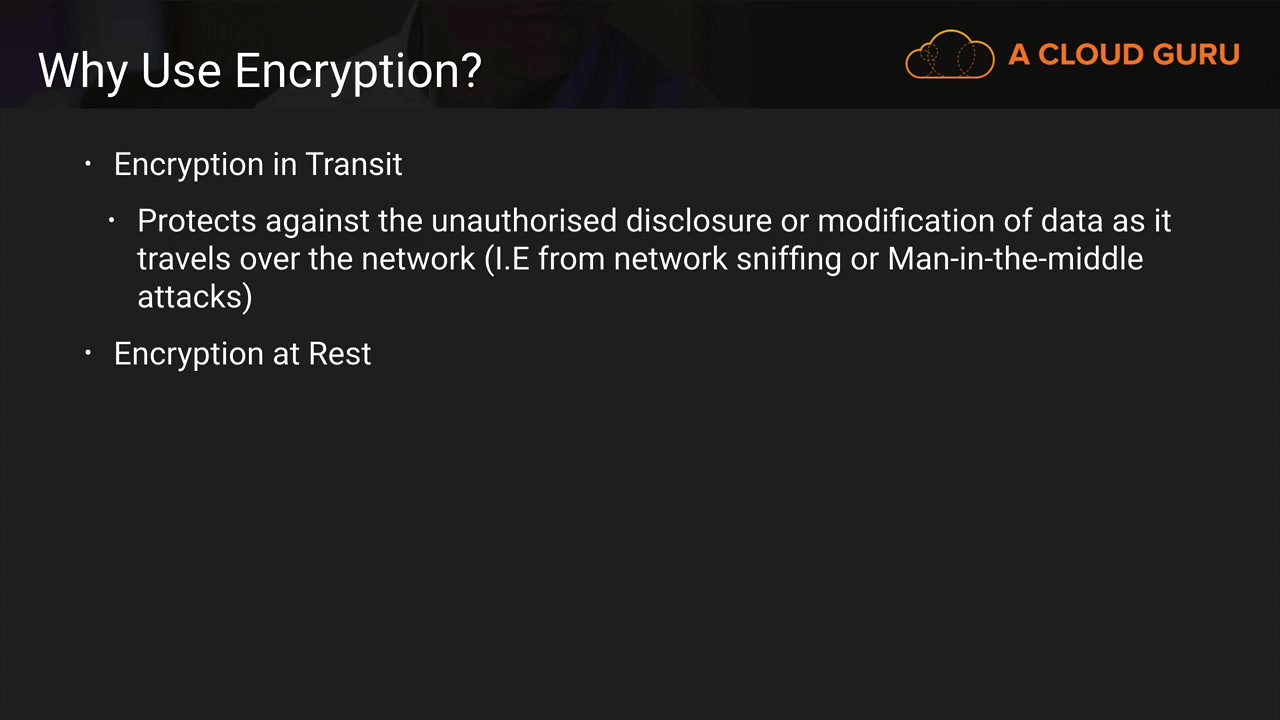 Why Use Encryption?
A CLOUD GURU
• Encryption in Transit
• Protects against the unauthorised disclosure or modification of data as it
travels over the network (I.E from network sniffing or Man-in-the-middle
attacks)
• Encryption at Rest